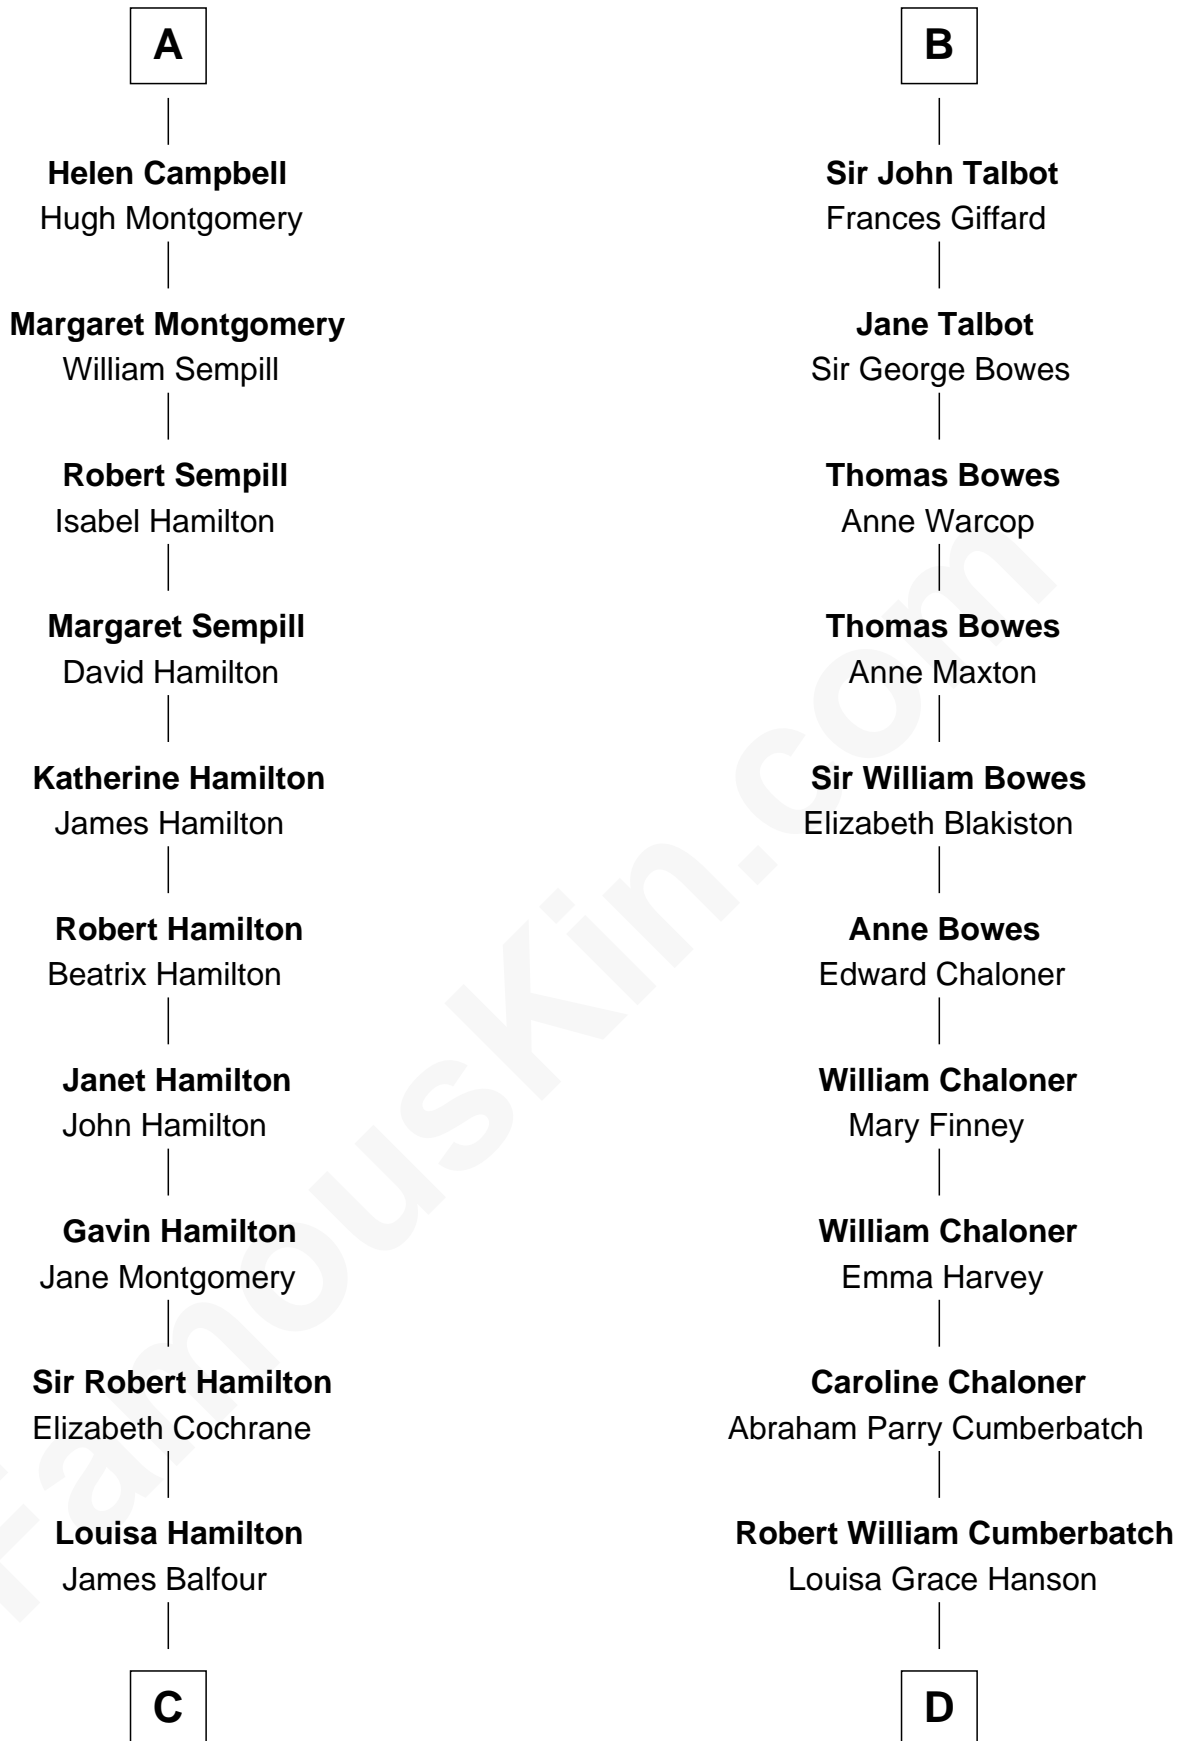 A
Helen Campbell
Hugh Montgomery
Margaret Montgomery
William Sempill
Robert Sempill
Isabel Hamilton
Margaret Sempill
David Hamilton
Katherine Hamilton
James Hamilton
Robert Hamilton
Beatrix Hamilton
Janet Hamilton
John Hamilton
Gavin Hamilton
Jane Montgomery
Sir Robert Hamilton
Elizabeth Cochrane
Louisa Hamilton
James Balfour
C
B
Sir John Talbot
Frances Giffard
Jane Talbot
Sir George Bowes
Thomas Bowes
Anne Warcop
Thomas Bowes
Anne Maxton
Sir William Bowes
Elizabeth Blakiston
Anne Bowes
Edward Chaloner
William Chaloner
Mary Finney
William Chaloner
Emma Harvey
Caroline Chaloner
Abraham Parry Cumberbatch
Robert William Cumberbatch
Louisa Grace Hanson
D
FamousKin.com